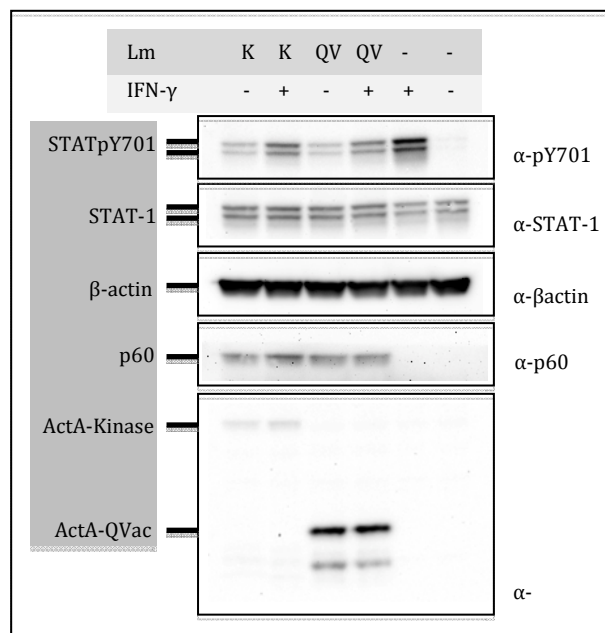 Lm K K QV QV - -
IFN-γ - + - + + -
STATpY701 α-pY701
STAT-1 α-STAT-1
β-actin α-βactin
p60 α-p60
ActA-Kinase
ActA-QVac
α-